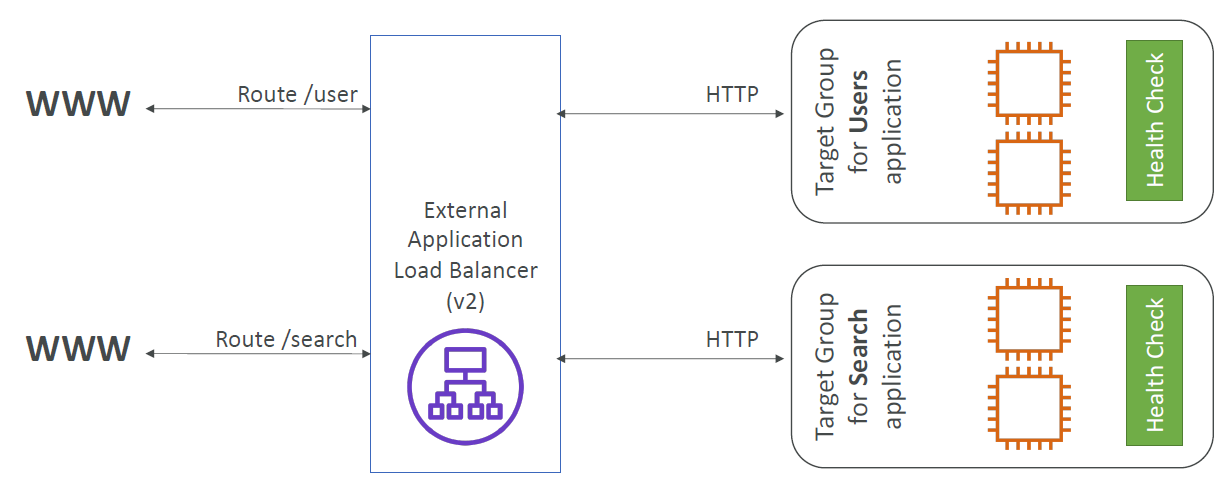 WWW
Route /user
HTTP
Target Group
for Users
application
Health Check
External
Application
Load Balancer
(v2)
WWW
Route /search
HTTP
Target Group
for Search
application
Health Check